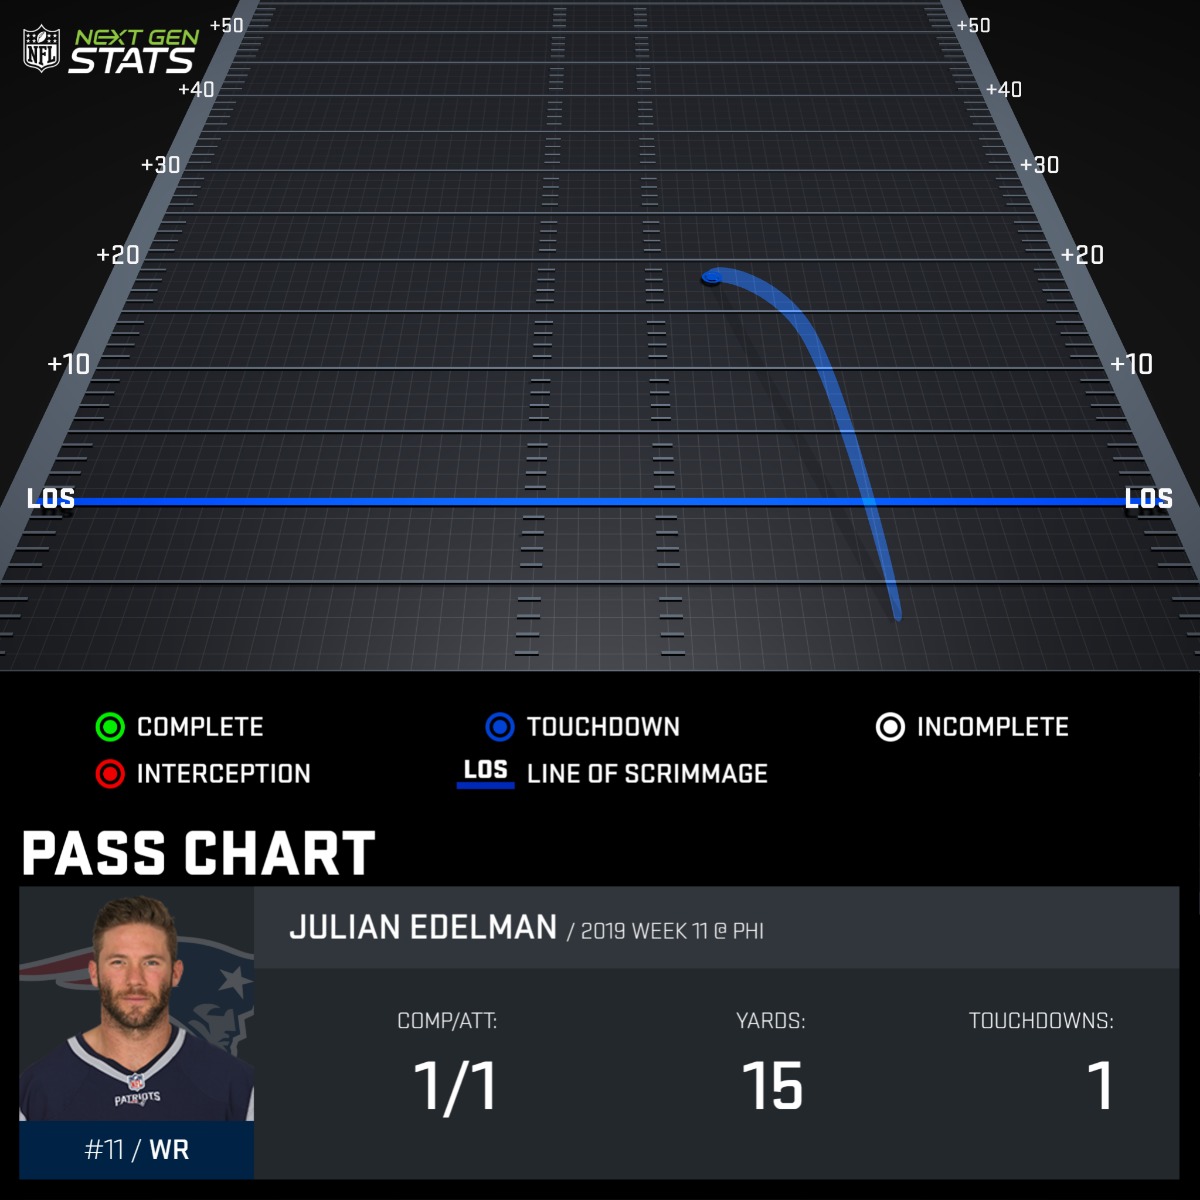 NFL
NEXT GEN
STATS
+50 +50
+40 +40
+30 +30
+20 +20
+10 +10
LOS LOS
COMPLETE TOUCHDOWN INCOMPLETE
INTERCEPTION LOS LINE OF SCRIMMAGE
PASS CHART
JULIAN EDELMAN / 2019 WEEK 11 @ PHI
COMP/ATT: YARDS: TOUCHDOWNS:
1/1 15 1
PATRIOTS
#11 / WR